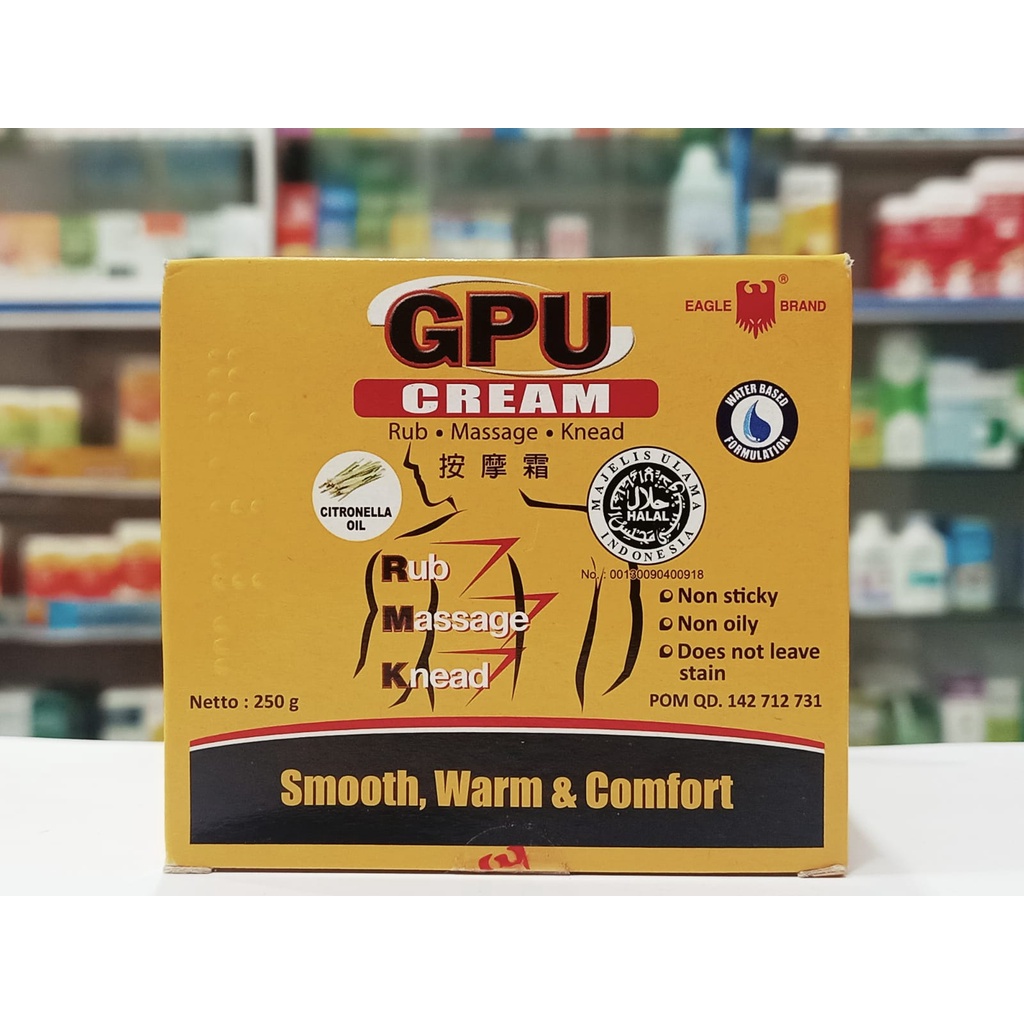 GPU
CREAM
Rub • Massage • Knead
按摩霜
EAGLE BRAND
®
WATER BASED
FORMULATION
CITRONELLA
OIL
MAJELIS ULAMA
حلال
HALAL
INDONESIA
No.: 00130090400918
Rub
Massage
Knead
Non sticky
Non oily
Does not leave
stain
Netto : 250 g
POM QD. 142 712 731
Smooth, Warm & Comfort